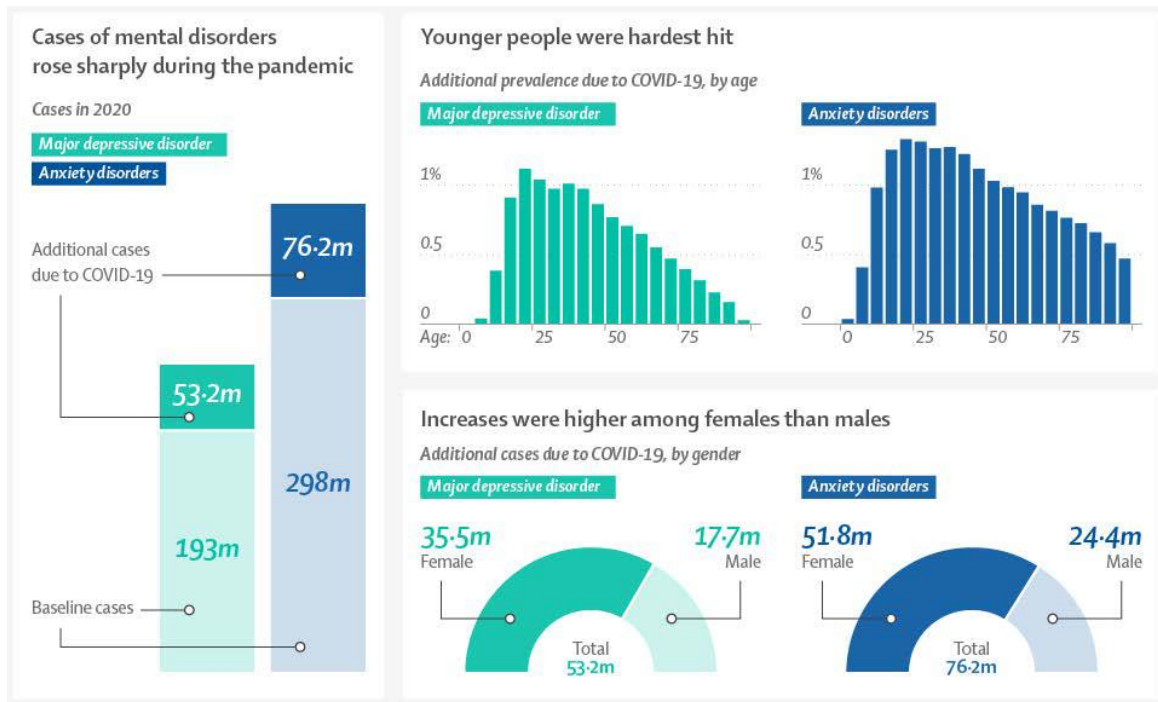 Cases of mental disorders
rose sharply during the pandemic
Cases in 2020
Major depressive disorder
Anxiety disorders
Additional cases
due to COVID-19
76·2m
53·2m
298m
193m
Baseline cases
Younger people were hardest hit
Additional prevalence due to COVID-19, by age
Major depressive disorder
1%
0.5
0
Age: 0 25 50 75
Anxiety disorders
1%
0.5
0
0 25 50 75
Increases were higher among females than males
Additional cases due to COVID-19, by gender
Major depressive disorder
35·5m
Female
17·7m
Male
Total
53·2m
Anxiety disorders
51·8m
Female
24·4m
Male
Total
76·2m